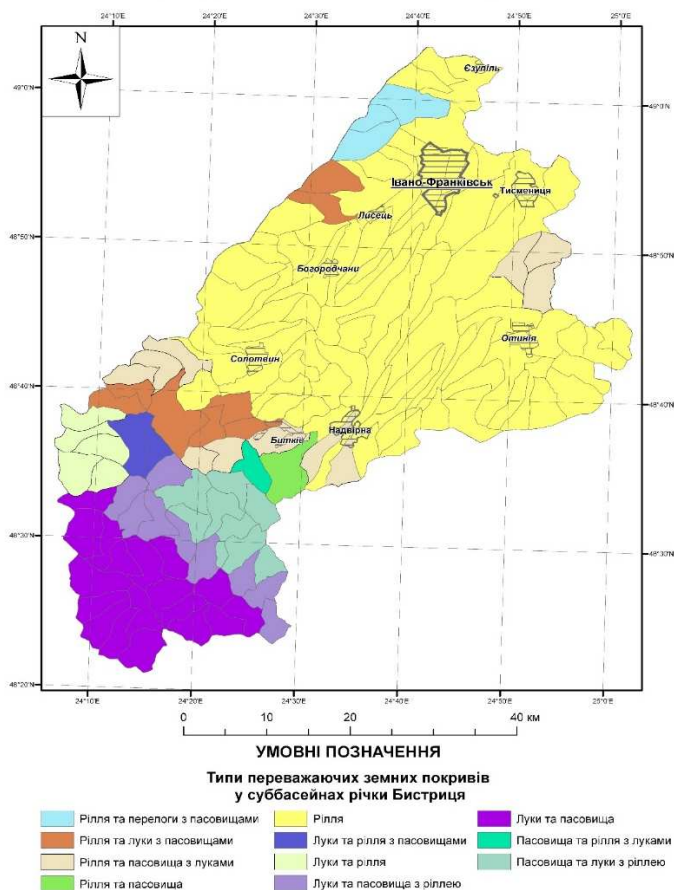 24°10'E 24°20'E 24°30'E 24°40'E 24°50'E 25°0'E
N
49°0'N
49°0'N
Єзупіль
Івано-Франківськ
Тисмениця
Лисець
48°50'N
48°50'N
Богородчани
Отинія
Солотвин
48°40'N
48°40'N
Битків
Надвірна
48°30'N
48°30'N
48°20'N
24°10'E 24°20'E 24°30'E 24°40'E 24°50'E 25°0'E
0 10 20 40 км
УМОВНІ ПОЗНАЧЕННЯ
Типи переважаючих земних покривів
у суббасейнах річки Бистриця
Рілля та перелоги з пасовищами
Рілля та луки з пасовищами
Рілля та пасовища з луками
Рілля та пасовища
Рілля
Луки та рілля з пасовищами
Луки та рілля
Луки та пасовища з ріллею
Луки та пасовища
Пасовища та рілля з луками
Пасовища та луки з ріллею